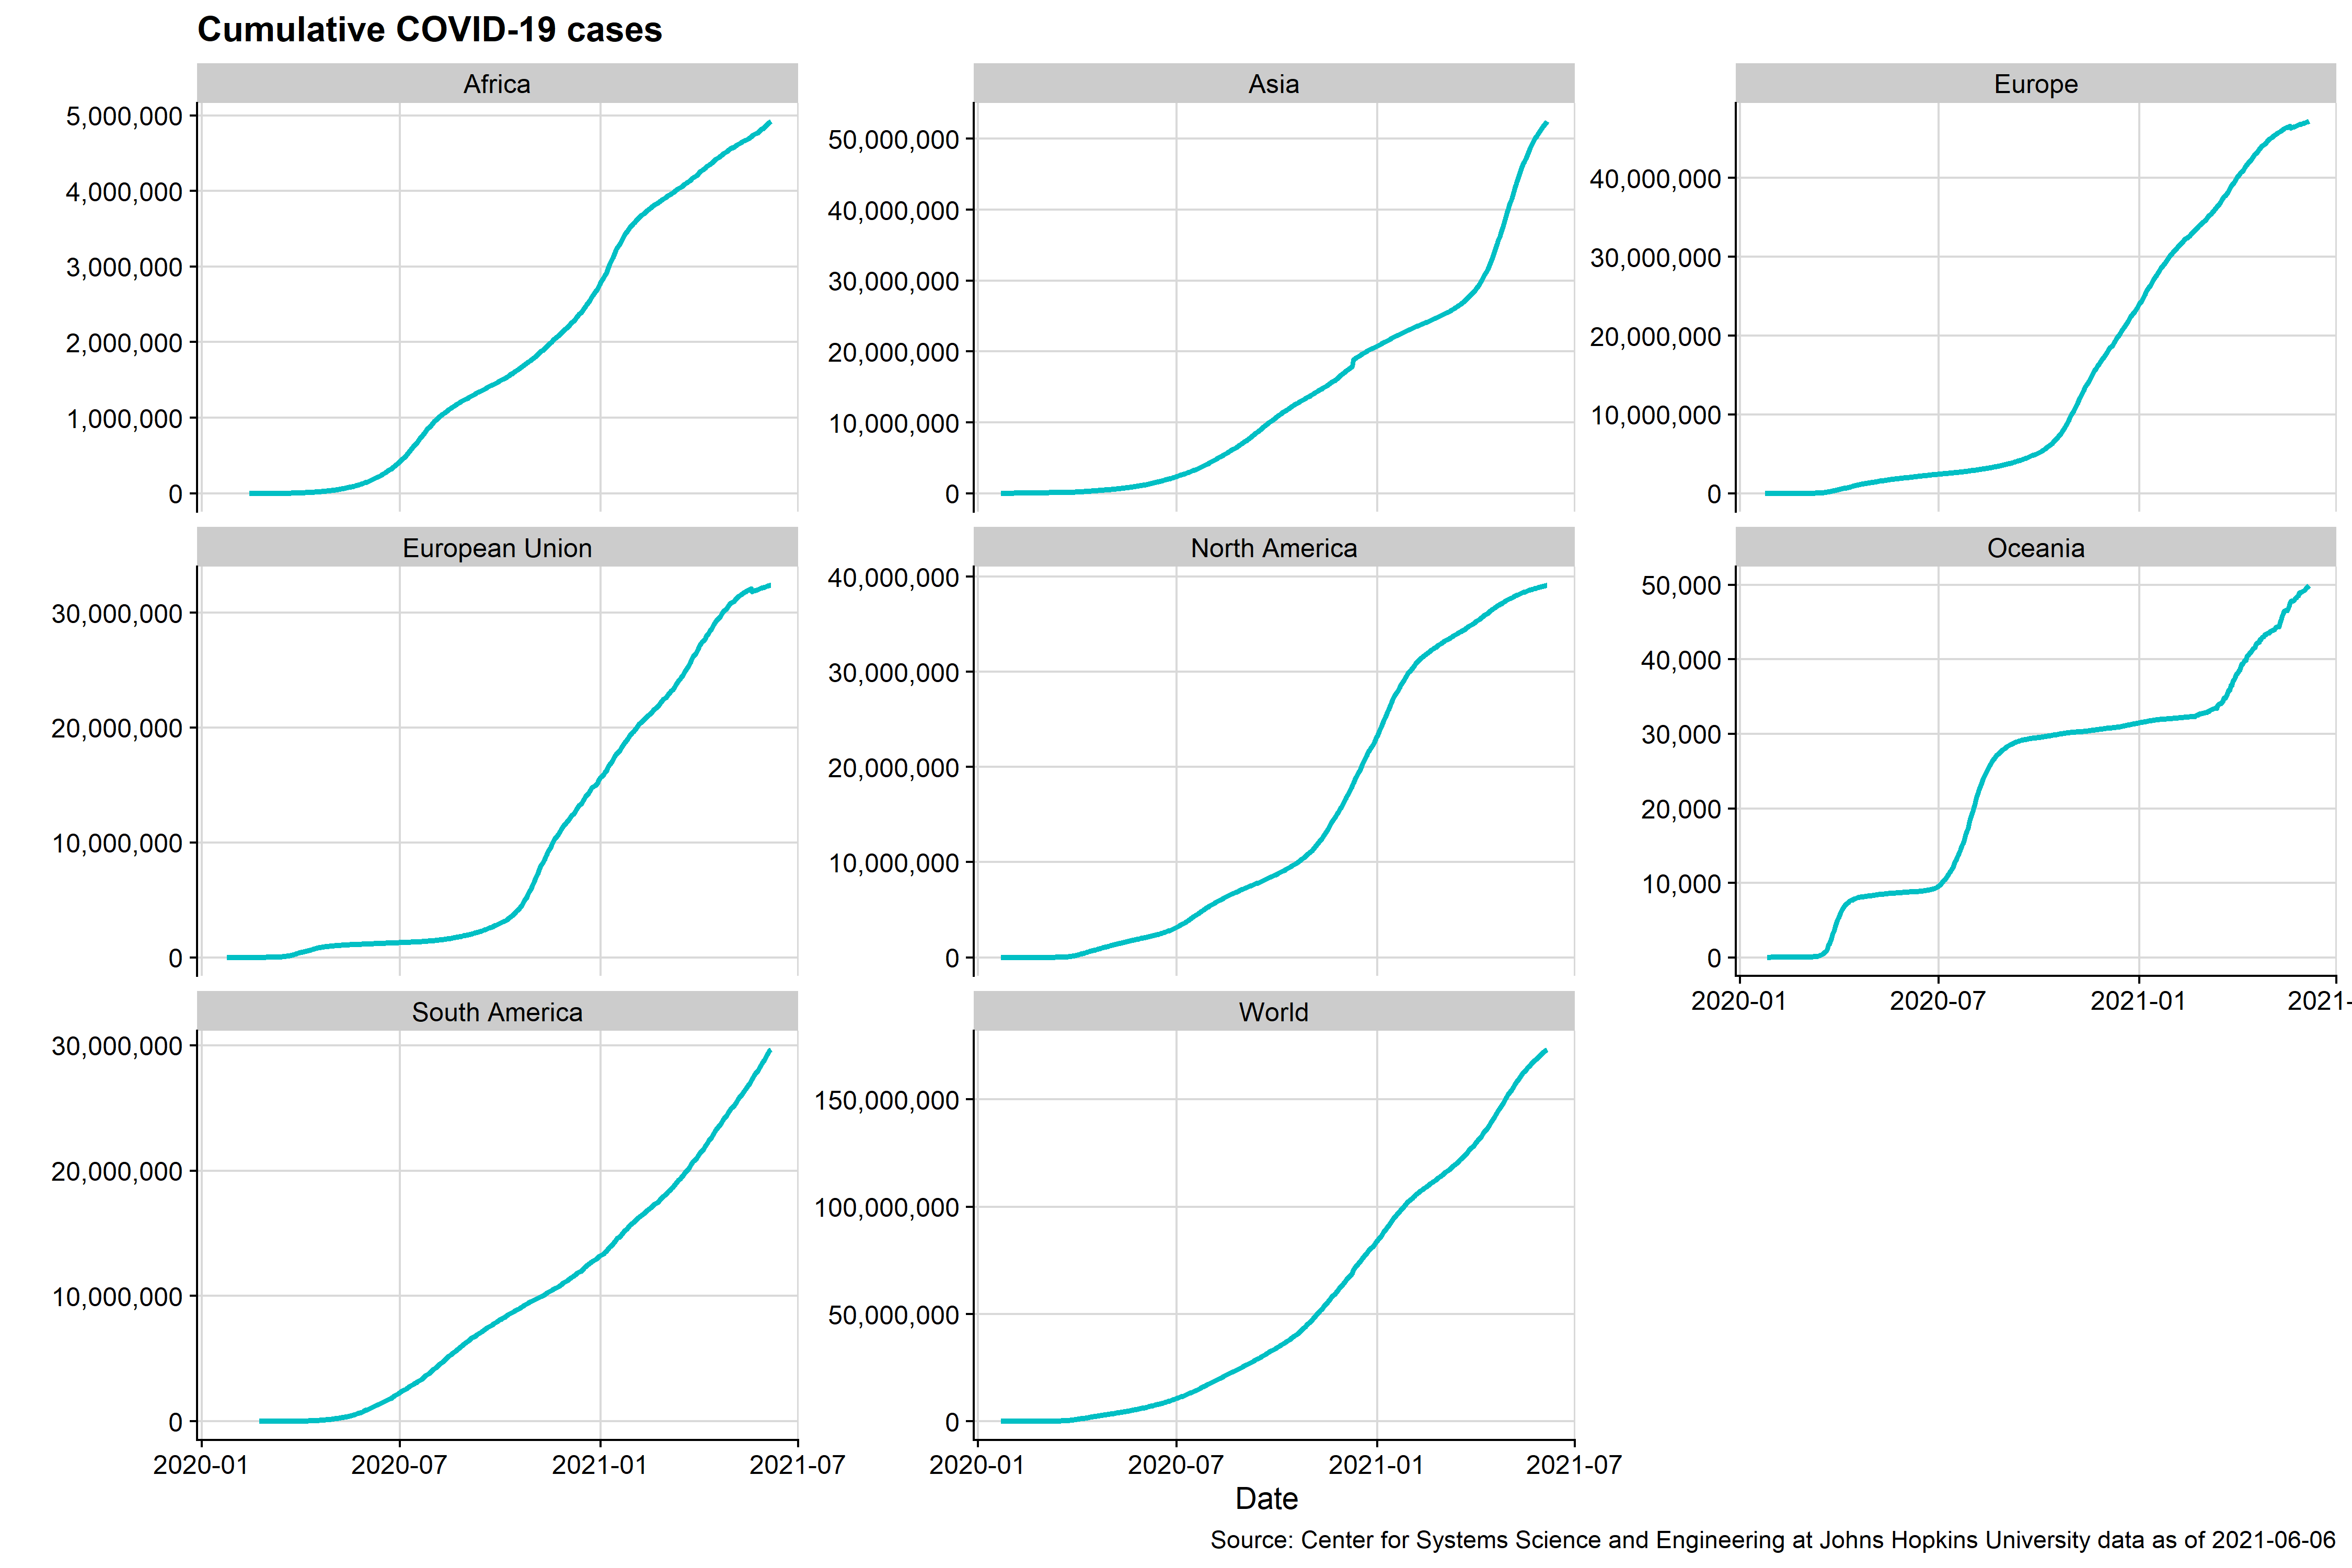 Cumulative COVID-19 cases
Africa
5,000,000
4,000,000
3,000,000
2,000,000
1,000,000
0
Asia
50,000,000
40,000,000
30,000,000
20,000,000
10,000,000
0
Europe
40,000,000
30,000,000
20,000,000
10,000,000
0
European Union
30,000,000
20,000,000
10,000,000
0
North America
40,000,000
30,000,000
20,000,000
10,000,000
0
Oceania
50,000
40,000
30,000
20,000
10,000
0
2020-01 2020-07 2021-01 2021-
South America
30,000,000
20,000,000
10,000,000
0
2020-01 2020-07 2021-01 2021-07
World
150,000,000
100,000,000
50,000,000
0
2020-01 2020-07 2021-01 2021-07
Date
Source: Center for Systems Science and Engineering at Johns Hopkins University data as of 2021-06-06